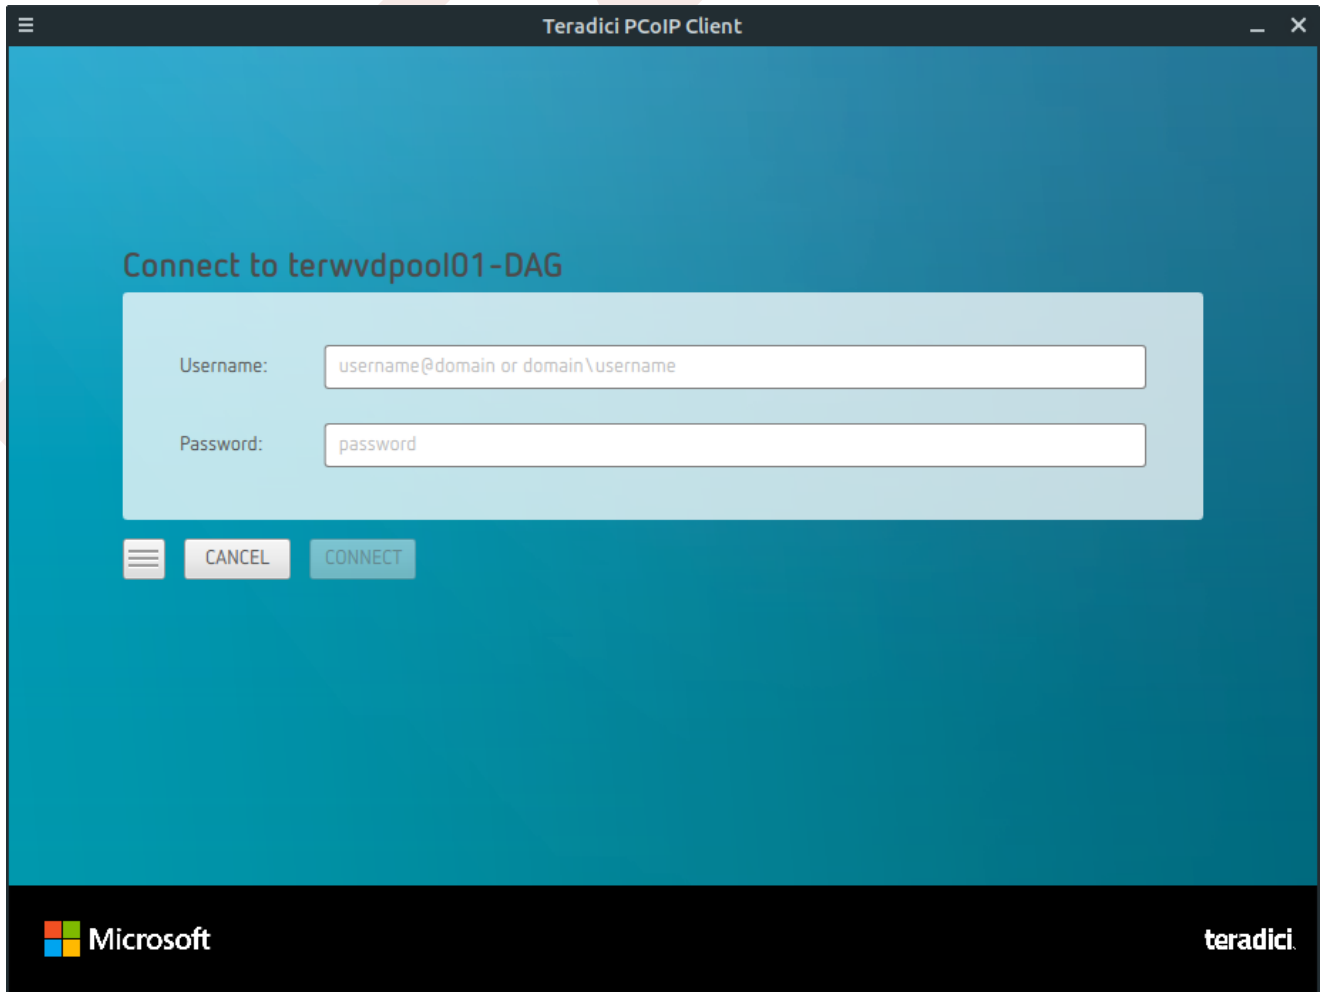 Teradici PCoIP Client
Connect to terwvdpool01-DAG
Username: username@domain or domain\username
Password: password
CANCEL CONNECT
Microsoft teradici